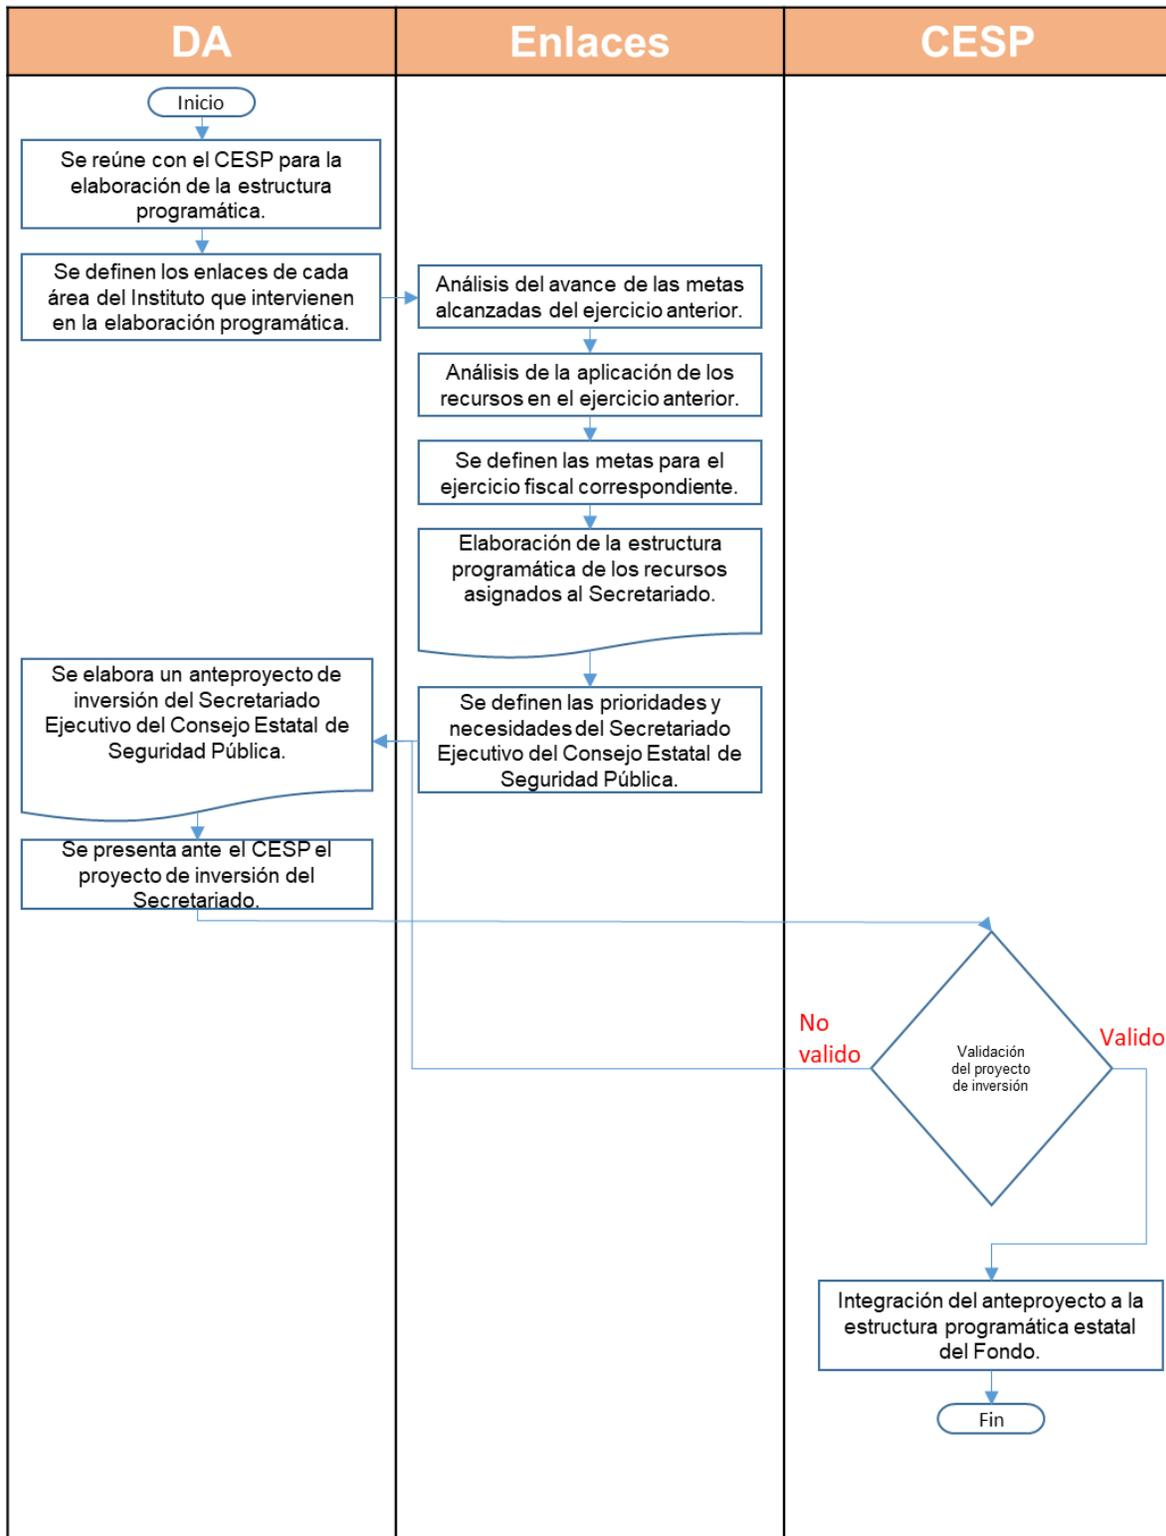 DA
Enlaces
CESP
Inicio
Se reúne con el CESP para la
elaboración de la estructura
programática.
Se definen los enlaces de cada
área del Instituto que intervienen
en la elaboración programática.
Análisis del avance de las metas
alcanzadas del ejercicio anterior.
Análisis de la aplicación de los
recursos en el ejercicio anterior.
Se definen las metas para el
ejercicio fiscal correspondiente.
Elaboración de la estructura
programática de los recursos
asignados al Secretariado.
Se definen las prioridades y
necesidades del Secretariado
Ejecutivo del Consejo Estatal de
Seguridad Pública.
Se elabora un anteproyecto de
inversión del Secretariado
Ejecutivo del Consejo Estatal de
Seguridad Pública.
Se presenta ante el CESP el
proyecto de inversión del
Secretariado.
No
valido
Validación
del proyecto
de inversión
Valido
Integración del anteproyecto a la
estructura programática estatal
del Fondo.
Fin